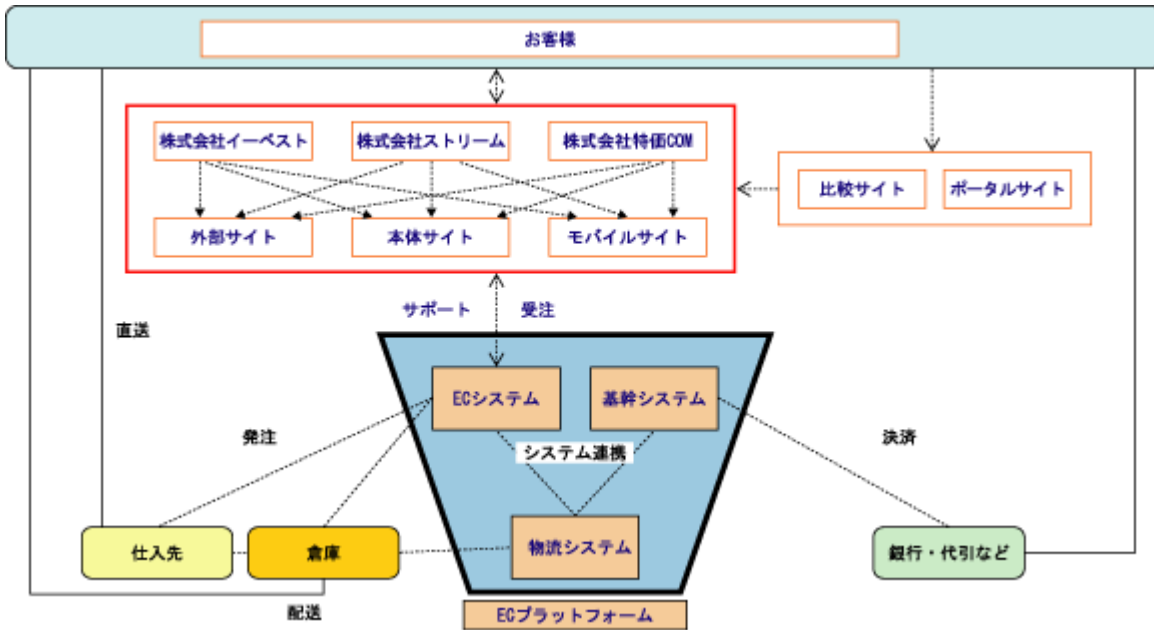 お客様
株式会社イーベスト
株式会社ストリーム
株式会社特価COM
比較サイト
ポータルサイト
外部サイト
本体サイト
モバイルサイト
サポート
受注
直送
ECシステム
基幹システム
発注
システム連携
決済
仕入先
倉庫
物流システム
銀行・代引など
配送
ECプラットフォーム